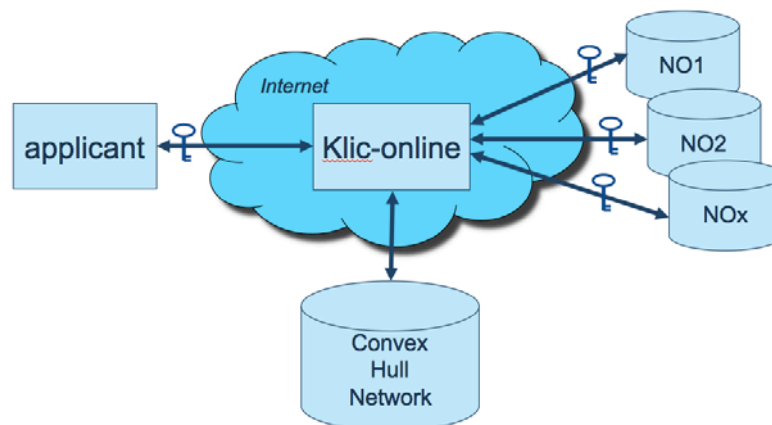 Internet
applicant
Klic-online
NO1
NO2
NOx
Convex
Hull
Network